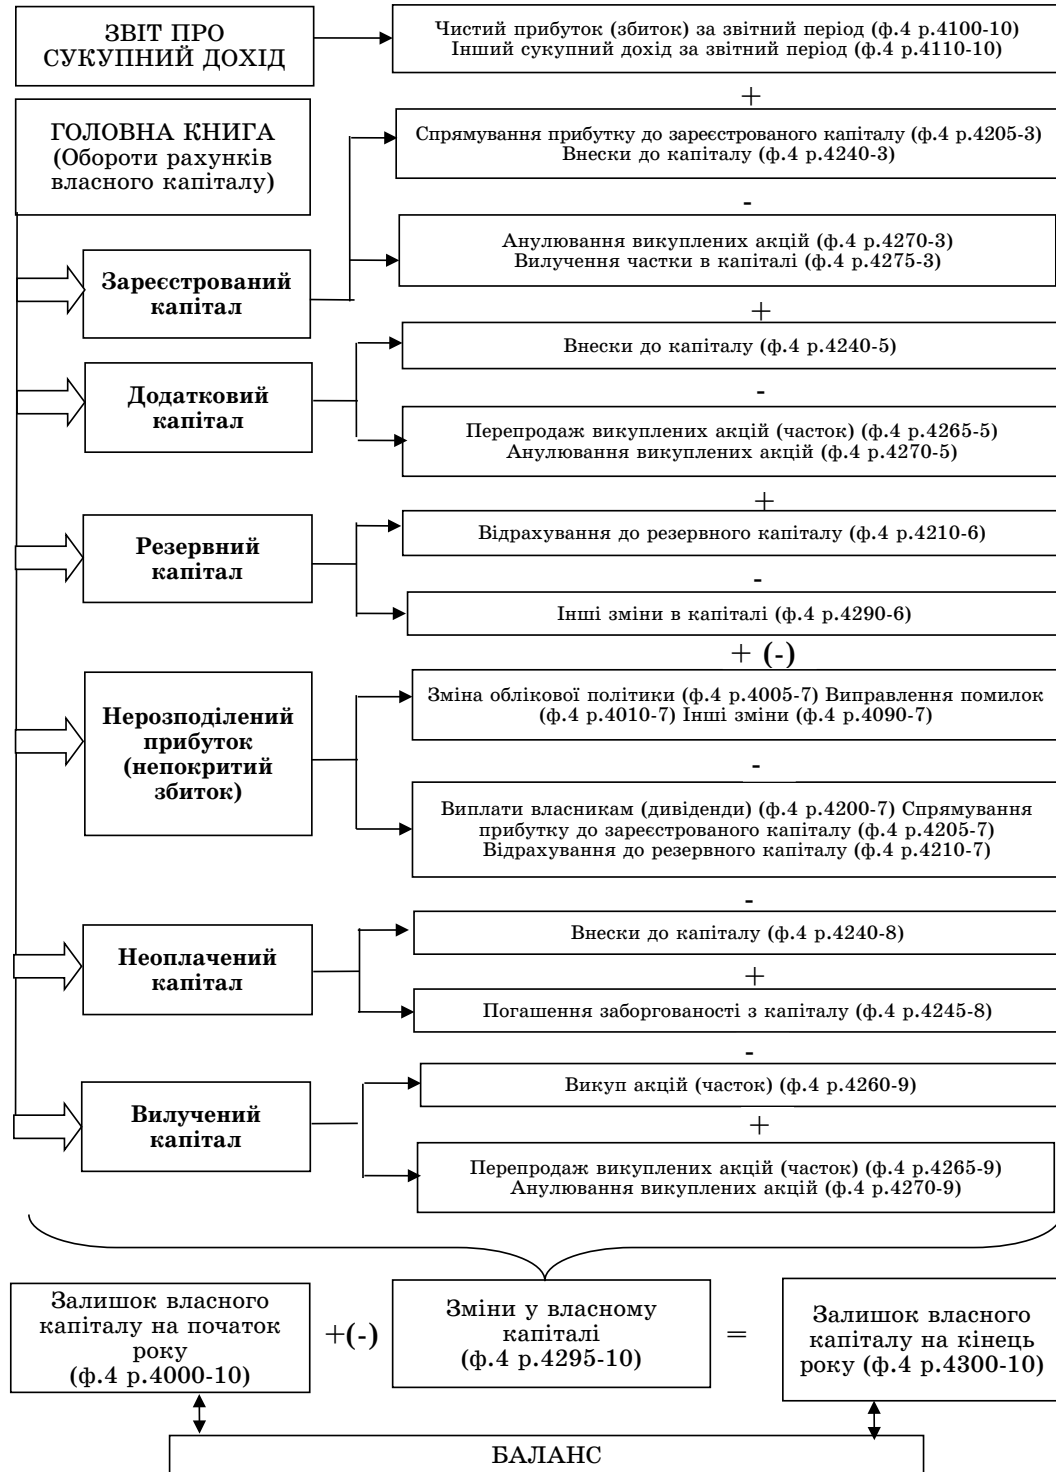 ЗВІТ ПРО
СУКУПНИЙ ДОХІД
Чистий прибуток (збиток) за звітний період (ф.4 р.4100-10)
Інший сукупний дохід за звітний період (ф.4 р.4110-10)
+
ГОЛОВНА КНИГА
(Обороти рахунків
власного капіталу)
Спрямування прибутку до зареєстрованого капіталу (ф.4 р.4205-3)
Внески до капіталу (ф.4 р.4240-3)
-
Зареєстрований
капітал
Анулювання викуплених акцій (ф.4 р.4270-3)
Вилучення частки в капіталі (ф.4 р.4275-3)
+
Внески до капіталу (ф.4 р.4240-5)
Додатковий
капітал
-
Перепродаж викуплених акцій (часток) (ф.4 р.4265-5)
Анулювання викуплених акцій (ф.4 р.4270-5)
+
Відрахування до резервного капіталу (ф.4 р.4210-6)
Резервний
капітал
-
Інші зміни в капіталі (ф.4 р.4290-6)
+ (-)
Зміна облікової політики (ф.4 р.4005-7) Виправлення помилок
(ф.4 р.4010-7) Інші зміни (ф.4 р.4090-7)
Нерозподілений
прибуток
(непокритий
збиток)
-
Виплати власникам (дивіденди) (ф.4 р.4200-7) Спрямування
прибутку до зареєстрованого капіталу (ф.4 р.4205-7)
Відрахування до резервного капіталу (ф.4 р.4210-7)
-
Внески до капіталу (ф.4 р.4240-8)
Неоплачений
капітал
+
Погашення заборгованості з капіталу (ф.4 р.4245-8)
-
Викуп акцій (часток) (ф.4 р.4260-9)
Вилучений
капітал
+
Перепродаж викуплених акцій (часток) (ф.4 р.4265-9)
Анулювання викуплених акцій (ф.4 р.4270-9)
Залишок власного
капіталу на початок
року
(ф.4 р.4000-10)
+(-)
Зміни у власному
капіталі
(ф.4 р.4295-10)
=
Залишок власного
капіталу на кінець
року (ф.4 р.4300-10)
БАЛАНС